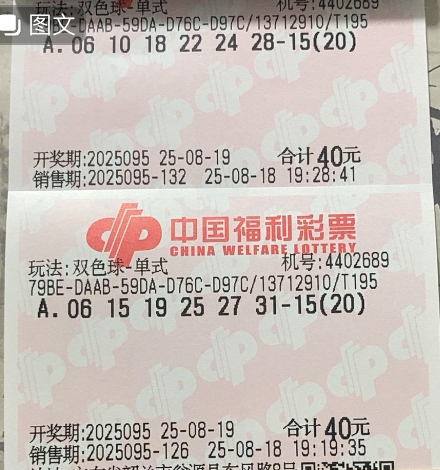 玩法:双色球-单式 机号:4402689
图文
-DAAB-59DA-D76C-D97C/13712910/T195
A. 06 10 18 22 24 28-15(20)
开奖期:2025095 25-08-19 合计40元
销售期:2025095-132 25-08-18 19:28:41
中国福利彩票
CHINA WELFARE LOTTERY
玩法:双色球-单式 机号:4402689
79BE-DAAB-59DA-D76C-D97C/13712910/T195
A. 06 15 19 25 27 31-15(20)
开奖期:2025095 25-08-19 合计40元
销售期:2025095-126 25-08-18 19:19:35